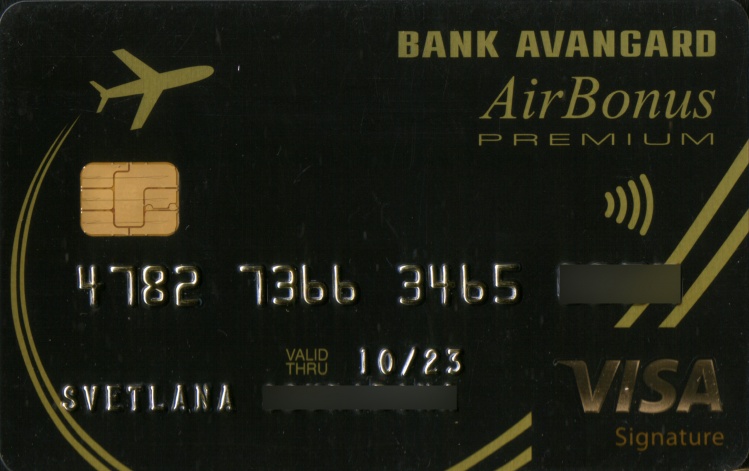 BANK AVANGARD
AirBonus
PREMIUM
4782 7366 3465
VALID THRU 10/23
SVETLANA
VISA
Signature